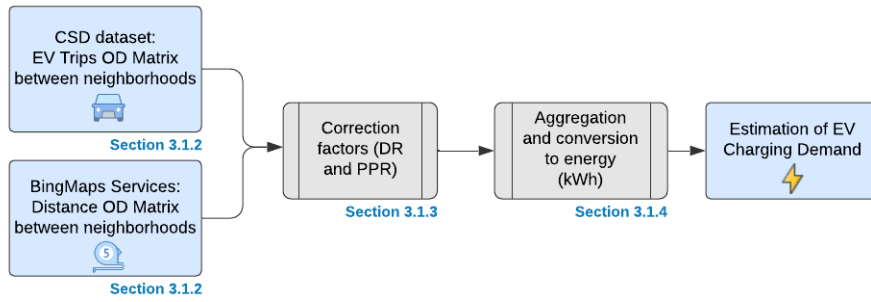 CSD dataset:
EV Trips OD Matrix
between neighborhoods
Section 3.1.2
BingMaps Services:
Distance OD Matrix
between neighborhoods
5
Section 3.1.2
Correction
factors (DR
and PPR)
Section 3.1.3
Aggregation
and conversion
to energy
(kWh)
Section 3.1.4
Estimation of EV
Charging Demand